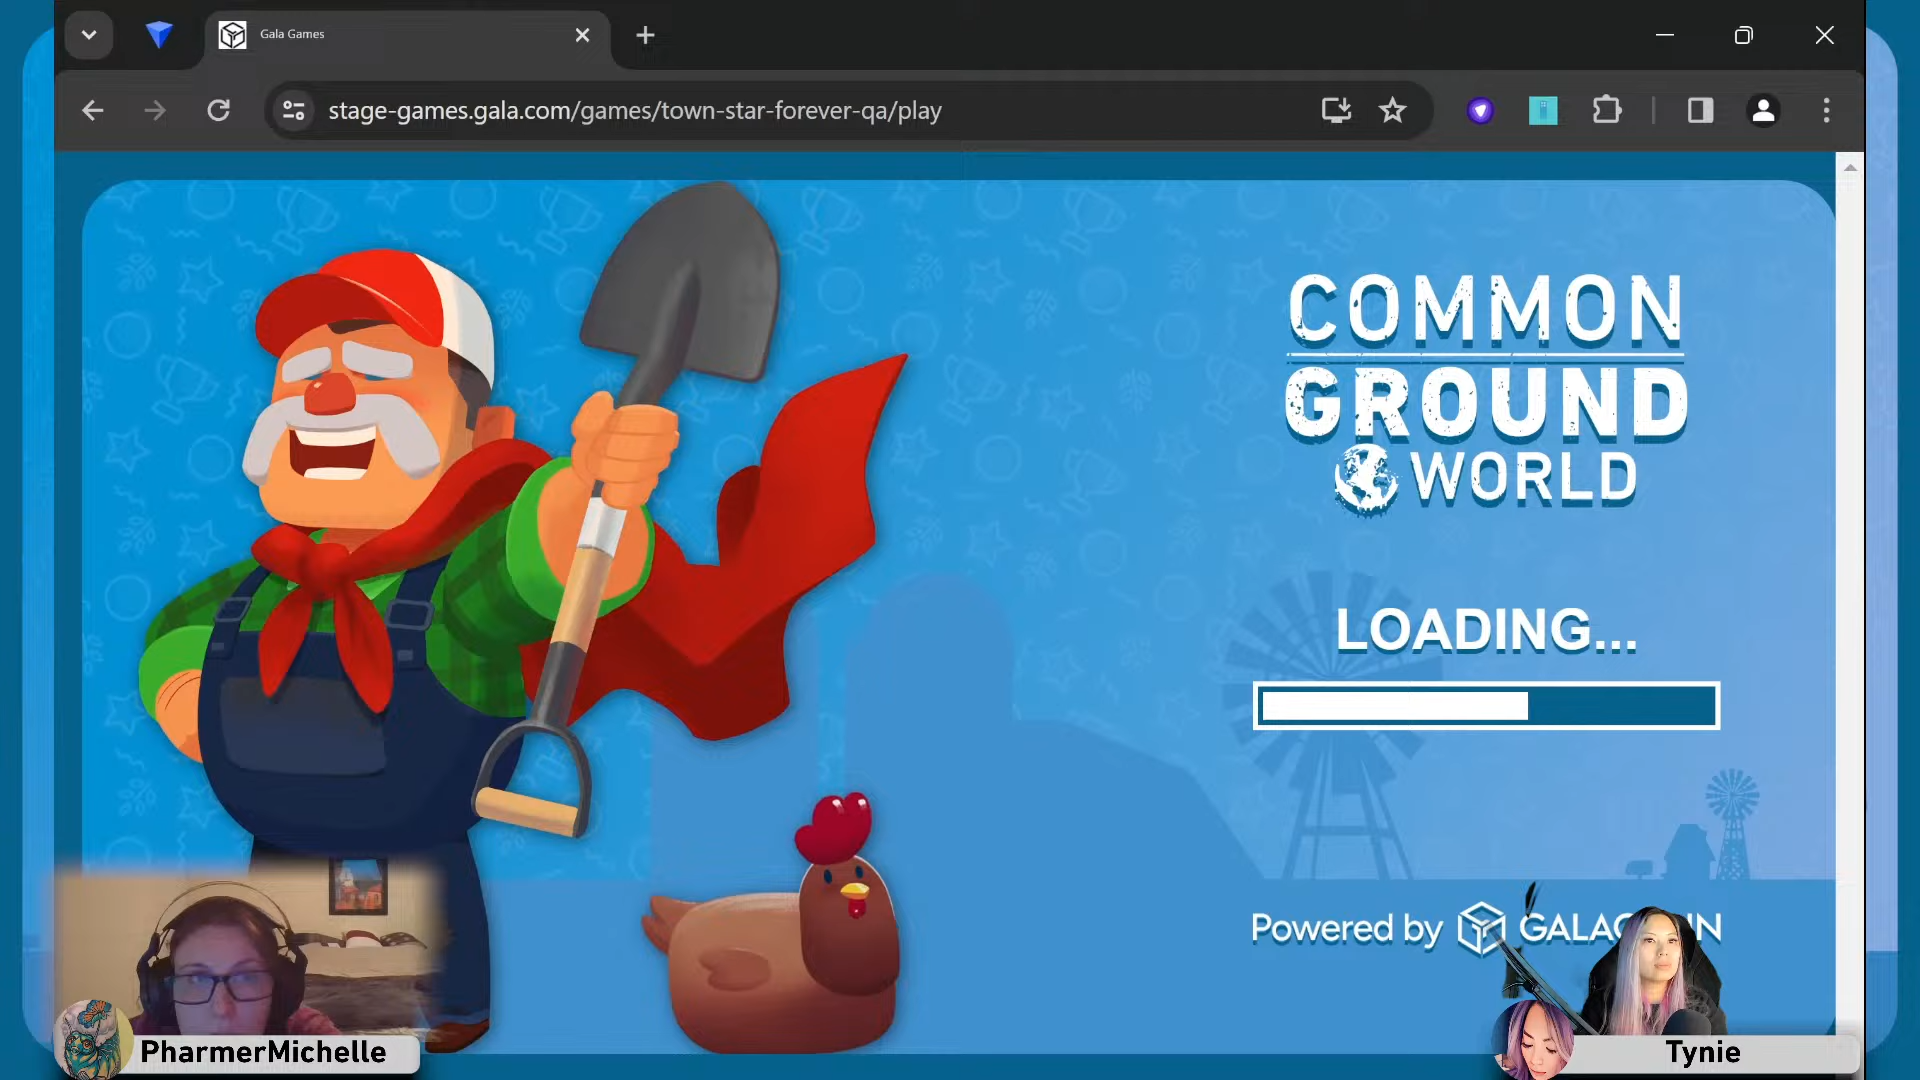 Gala Games
stage-games.gala.com/games/town-star-forever-qa/play
COMMON
GROUND
WORLD
LOADING...
Powered by
PharmerMichelle
Tynie